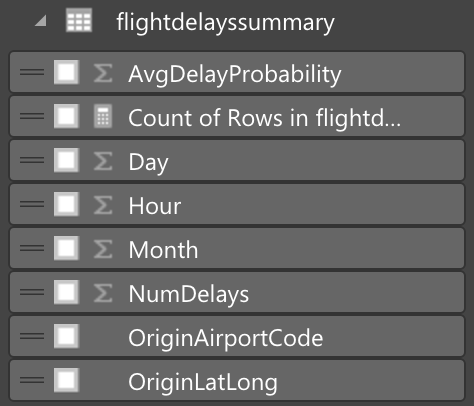 flightdelayssummary
AvgDelayProbability
Count of Rows in flightd...
Day
Hour
Month
NumDelays
OriginAirportCode
OriginLatLong